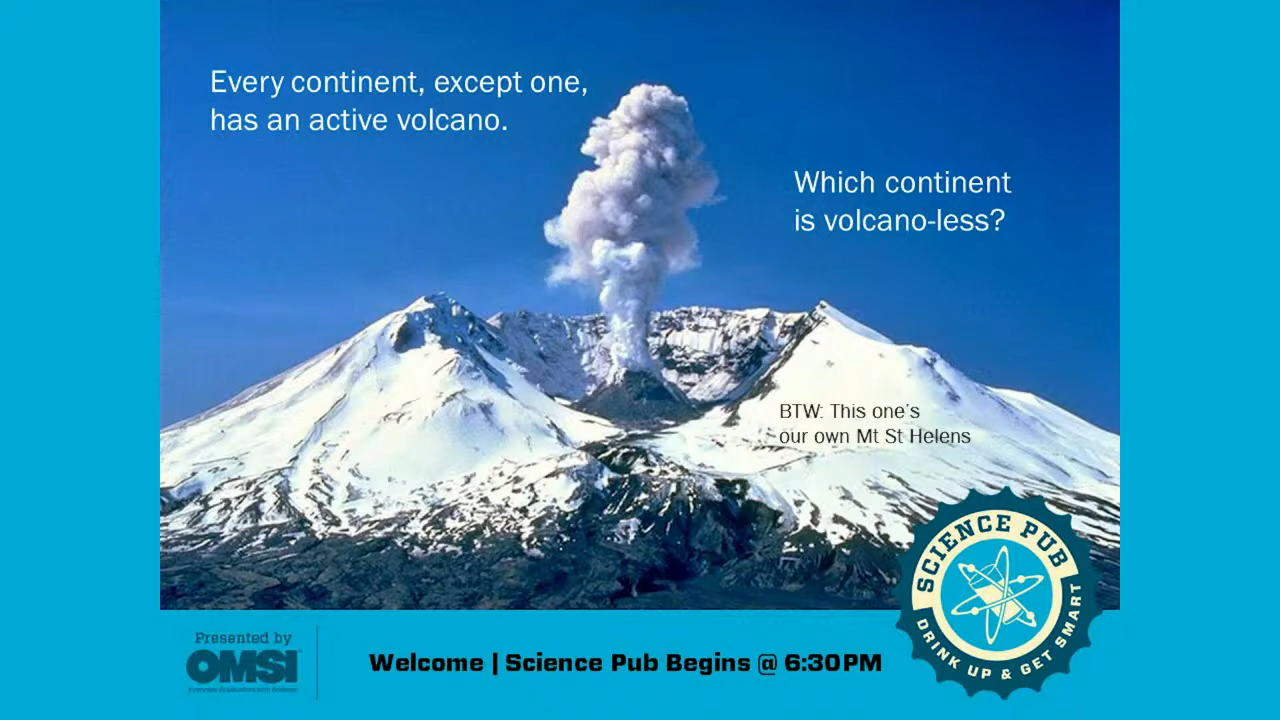 Every continent, except one,
has an active volcano.
Which continent
is volcano-less?
BTW: This one's
our own Mt St Helens
SCIENCE PUB
DRINK UP & GET SMART
Presented by
OMSI
Welcome | Science Pub Begins @ 6:30PM